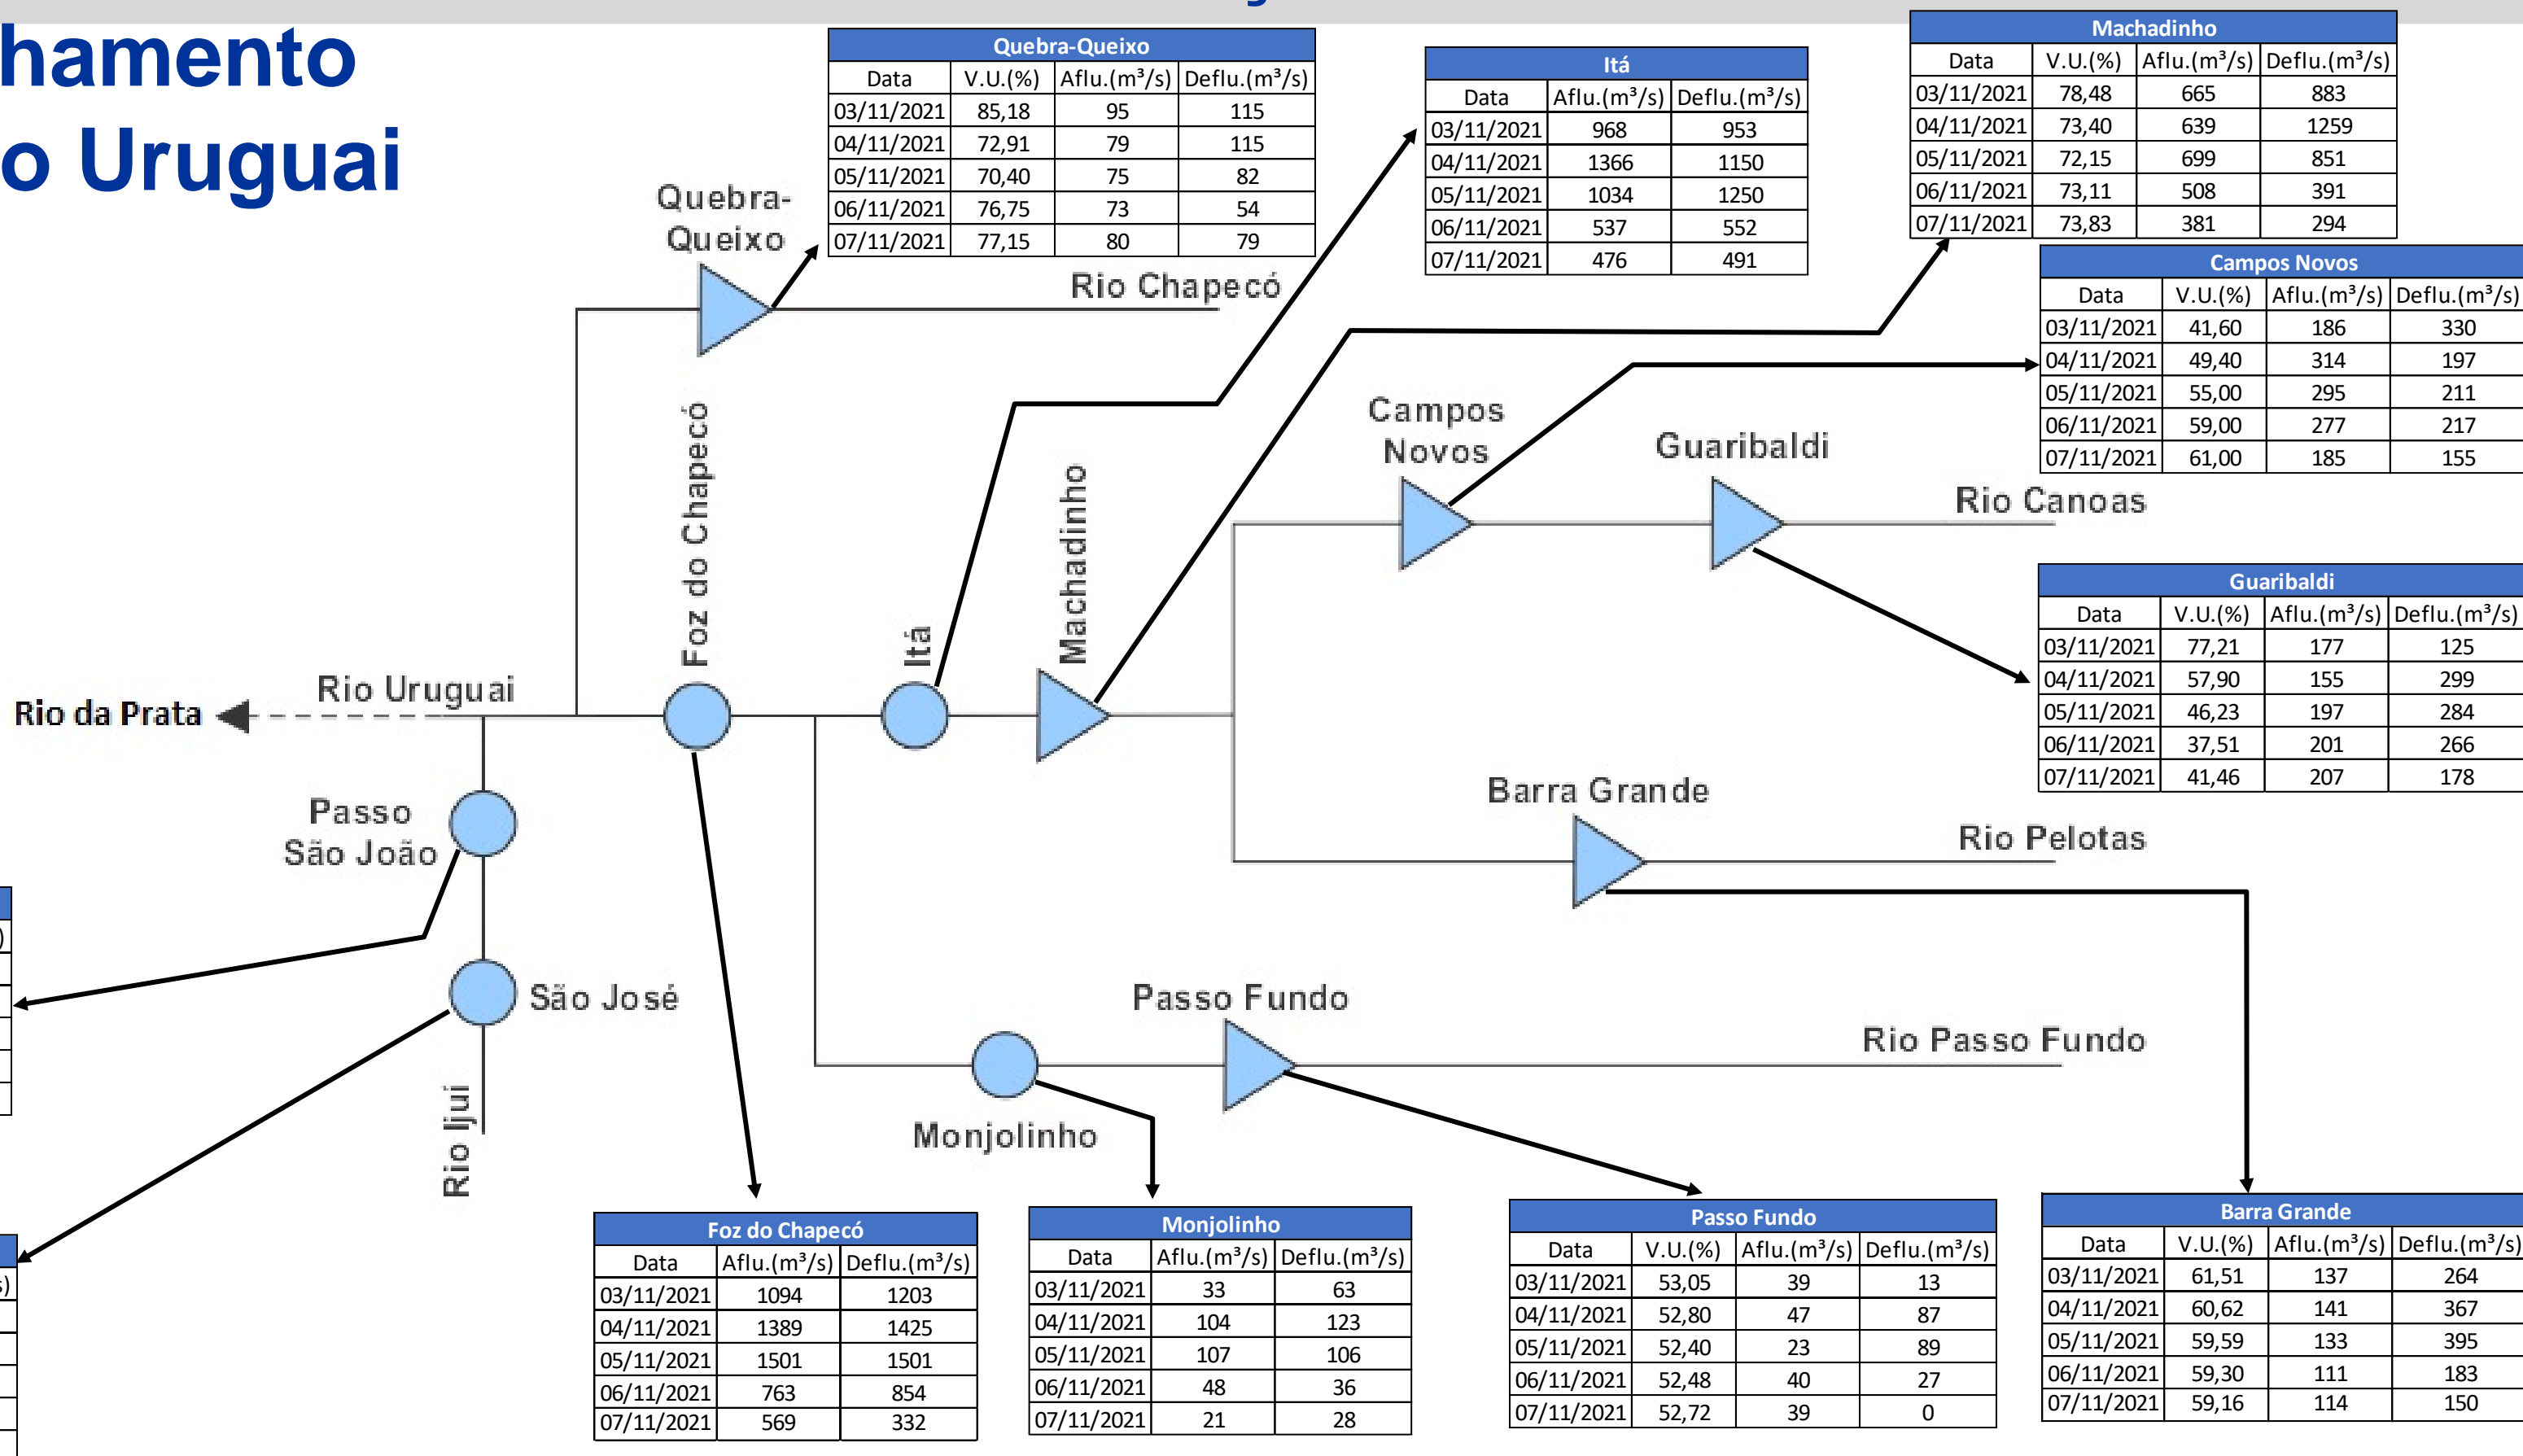 hamento
o Uruguai
Quebra-Queixo
Data V.U.(%) Aflu.(m³/s) Deflu.(m³/s)
03/11/2021 85,18 95 115
04/11/2021 72,91 79 115
05/11/2021 70,40 75 82
06/11/2021 76,75 73 54
07/11/2021 77,15 80 79
Itá
Data Aflu.(m³/s) Deflu.(m³/s)
03/11/2021 968 953
04/11/2021 1366 1150
05/11/2021 1034 1250
06/11/2021 537 552
07/11/2021 476 491
Machadinho
Data V.U.(%) Aflu.(m³/s) Deflu.(m³/s)
03/11/2021 78,48 665 883
04/11/2021 73,40 639 1259
05/11/2021 72,15 699 851
06/11/2021 73,11 508 391
07/11/2021 73,83 381 294
Campos Novos
Data V.U.(%) Aflu.(m³/s) Deflu.(m³/s)
03/11/2021 41,60 186 330
04/11/2021 49,40 314 197
05/11/2021 55,00 295 211
06/11/2021 59,00 277 217
07/11/2021 61,00 185 155
Quebra-
Queixo
Rio Chapecó
Foz do Chapecó
Itá
Machadinho
Campos
Novos
Guaribaldi
Rio Canoas
Guaribaldi
Data V.U.(%) Aflu.(m³/s) Deflu.(m³/s)
03/11/2021 77,21 177 125
04/11/2021 57,90 155 299
05/11/2021 46,23 197 284
06/11/2021 37,51 201 266
07/11/2021 41,46 207 178
Rio da Prata
Rio Uruguai
Passo
São João
Barra Grande
Rio Pelotas
São José
Rio Ijui
Passo Fundo
Rio Passo Fundo
Monjolinho
)
s)
Foz do Chapecó
Data Aflu.(m³/s) Deflu.(m³/s)
03/11/2021 1094 1203
04/11/2021 1389 1425
05/11/2021 1501 1501
06/11/2021 763 854
07/11/2021 569 332
Monjolinho
Data Aflu.(m³/s) Deflu.(m³/s)
03/11/2021 33 63
04/11/2021 104 123
05/11/2021 107 106
06/11/2021 48 36
07/11/2021 21 28
Passo Fundo
Data V.U.(%) Aflu.(m³/s) Deflu.(m³/s)
03/11/2021 53,05 39 13
04/11/2021 52,80 47 87
05/11/2021 52,40 23 89
06/11/2021 52,48 40 27
07/11/2021 52,72 39 0
Barra Grande
Data V.U.(%) Aflu.(m³/s) Deflu.(m³/s)
03/11/2021 61,51 137 264
04/11/2021 60,62 141 367
05/11/2021 59,59 133 395
06/11/2021 59,30 111 183
07/11/2021 59,16 114 150